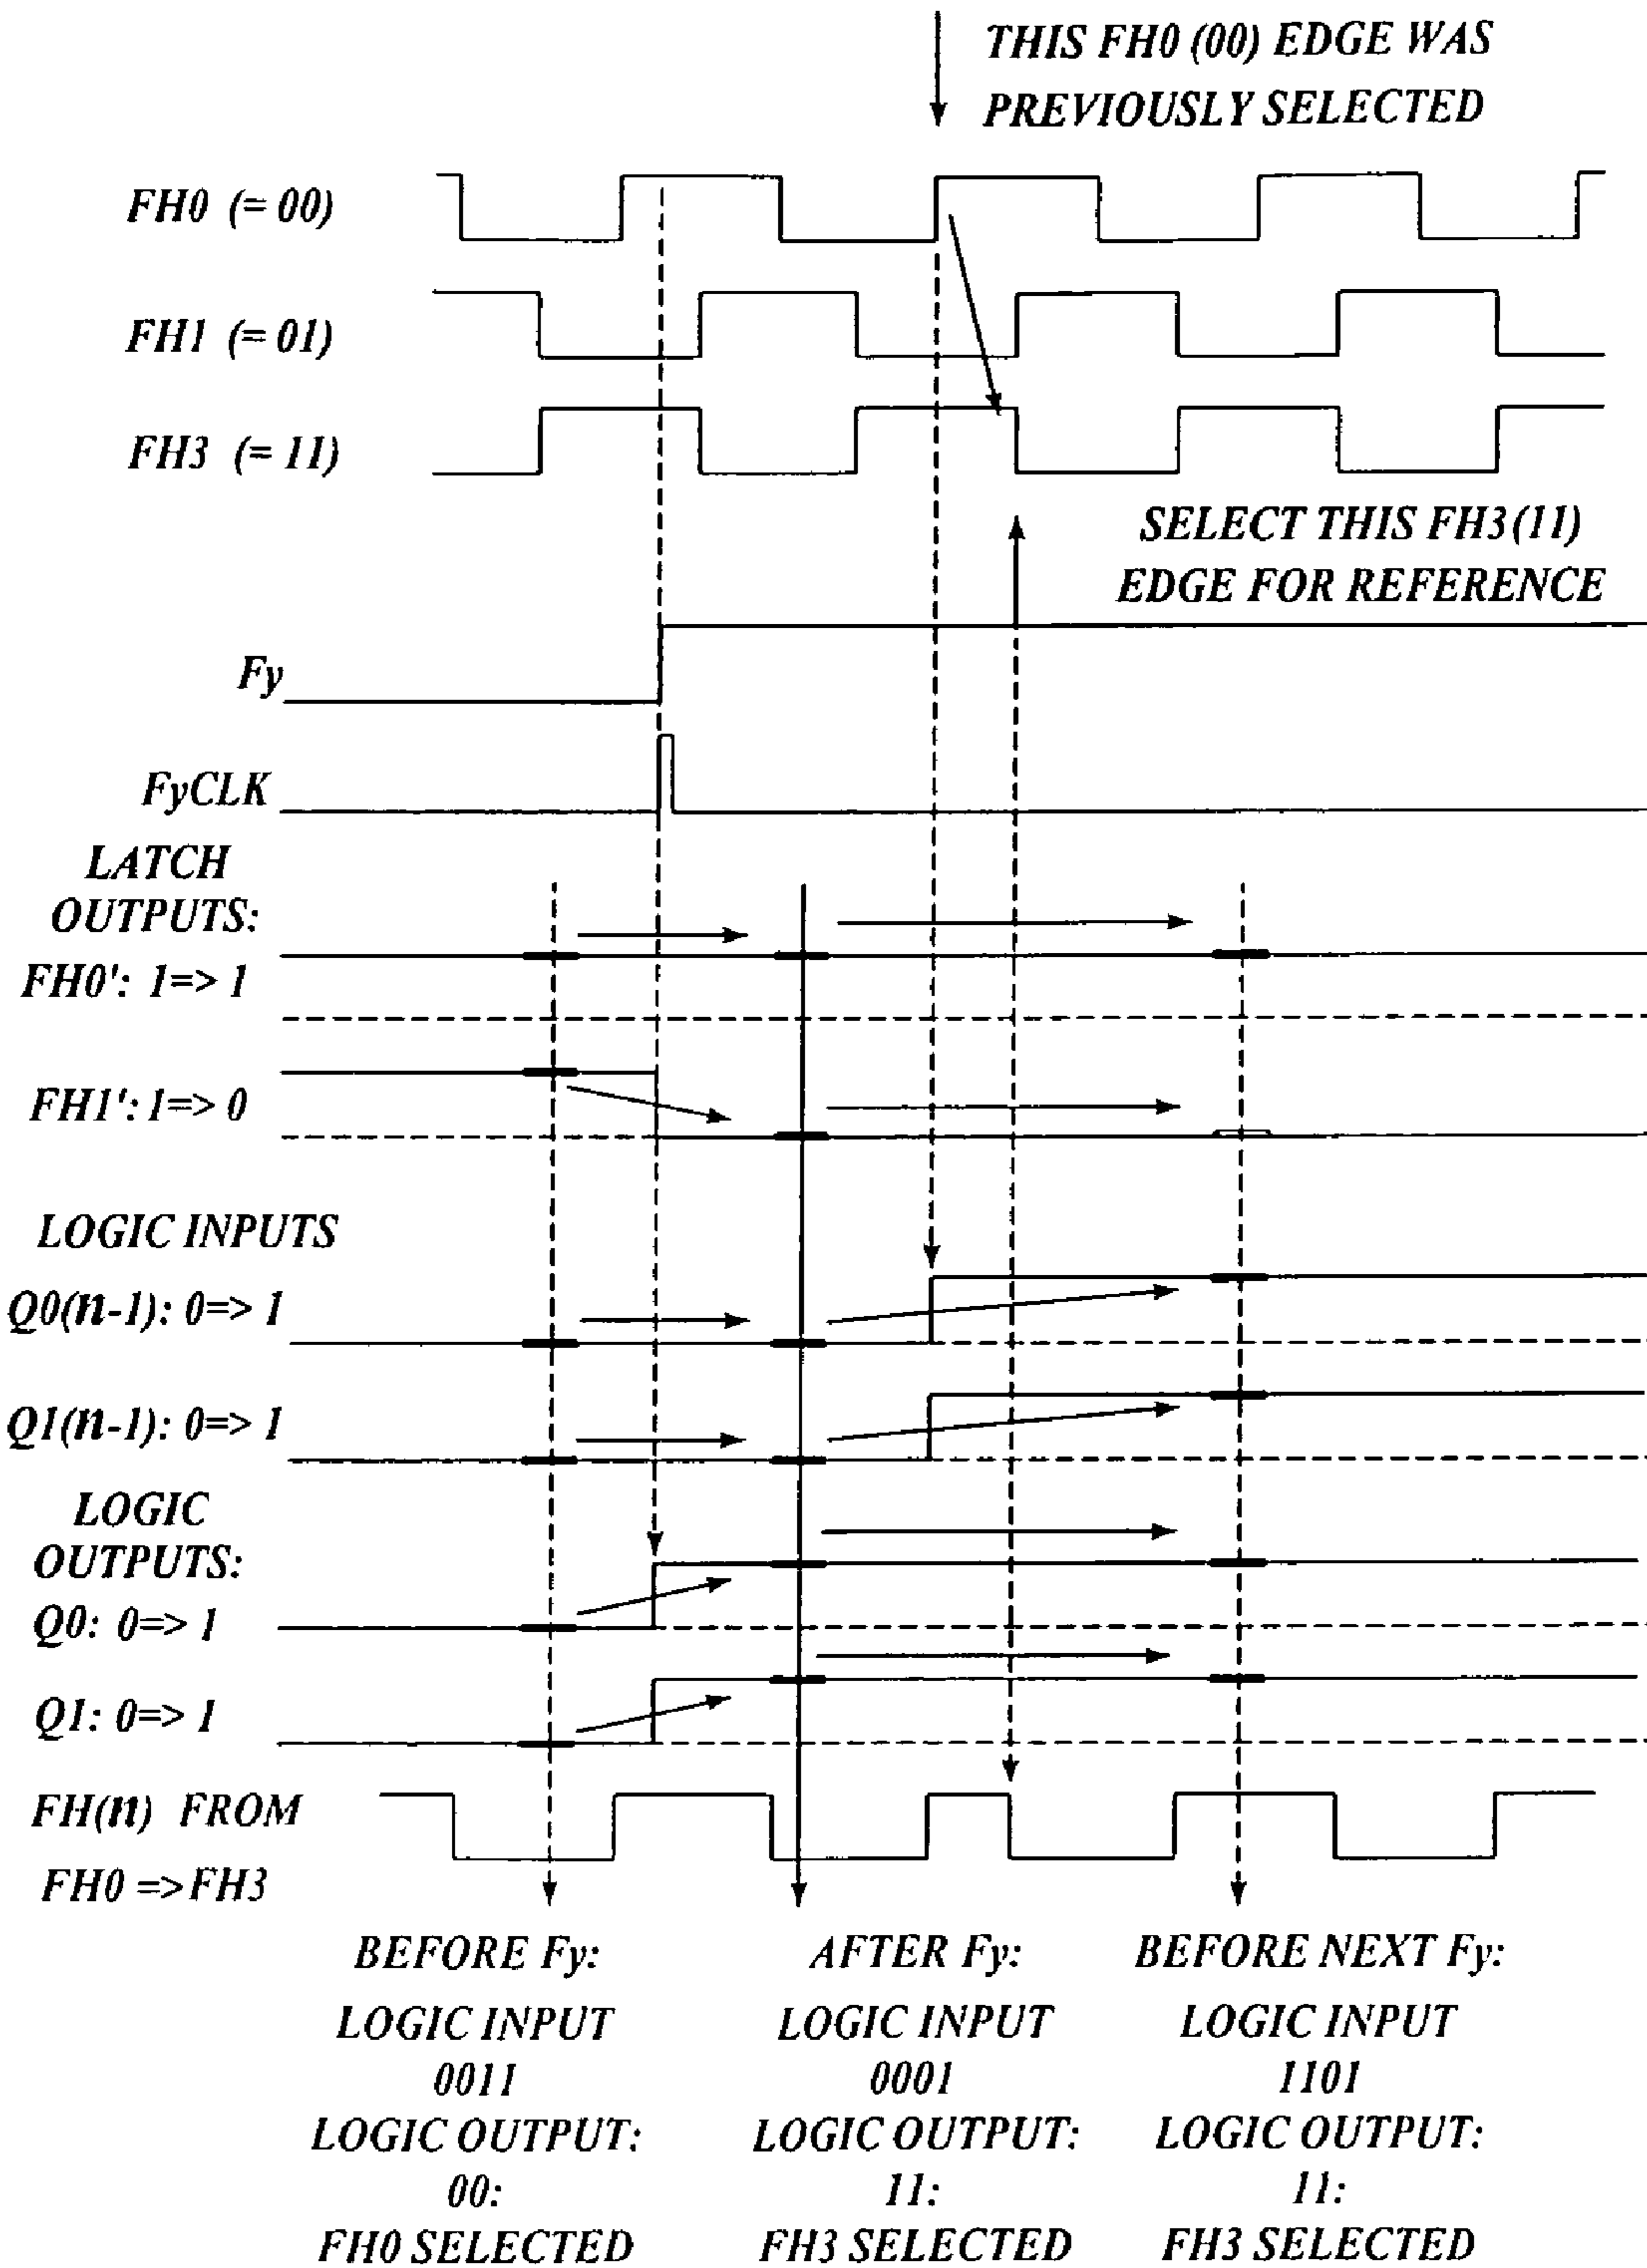 THIS FH0 (00) EDGE WAS
PREVIOUSLY SELECTED
FH0 (= 00)
FH1 (= 01)
FH3 (= 11)
SELECT THIS FH3(11)
EDGE FOR REFERENCE
Fy
FyCLK
LATCH
OUTPUTS:
FH0': 1=> 1
FH1': 1=> 0
LOGIC INPUTS
Q0(n-1): 0=> 1
Q1(n-1): 0=> 1
LOGIC
OUTPUTS:
Q0: 0=> 1
Q1: 0=> 1
FH(n) FROM
FH0 =>FH3
BEFORE Fy:
LOGIC INPUT
0011
LOGIC OUTPUT:
00:
FH0 SELECTED
AFTER Fy:
LOGIC INPUT
0001
LOGIC OUTPUT:
11:
FH3 SELECTED
BEFORE NEXT Fy:
LOGIC INPUT
1101
LOGIC OUTPUT:
11:
FH3 SELECTED